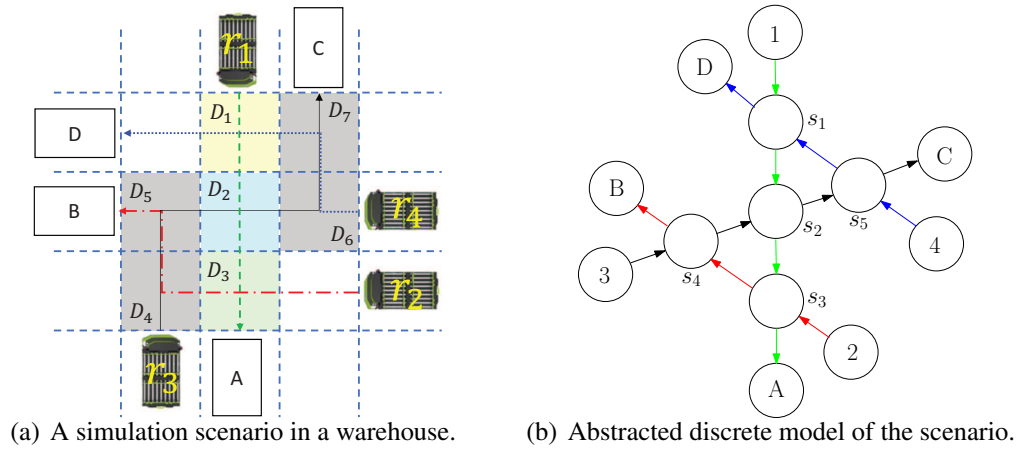 r₁
C
D₁
D₇
D
D₅
D₂
B
r₄
D₆
D₃
r₂
D₄
r₃
A
(a) A simulation scenario in a warehouse.
1
D
s₁
C
B
s₂
s₅
3
s₄
4
s₃
2
A
(b) Abstracted discrete model of the scenario.